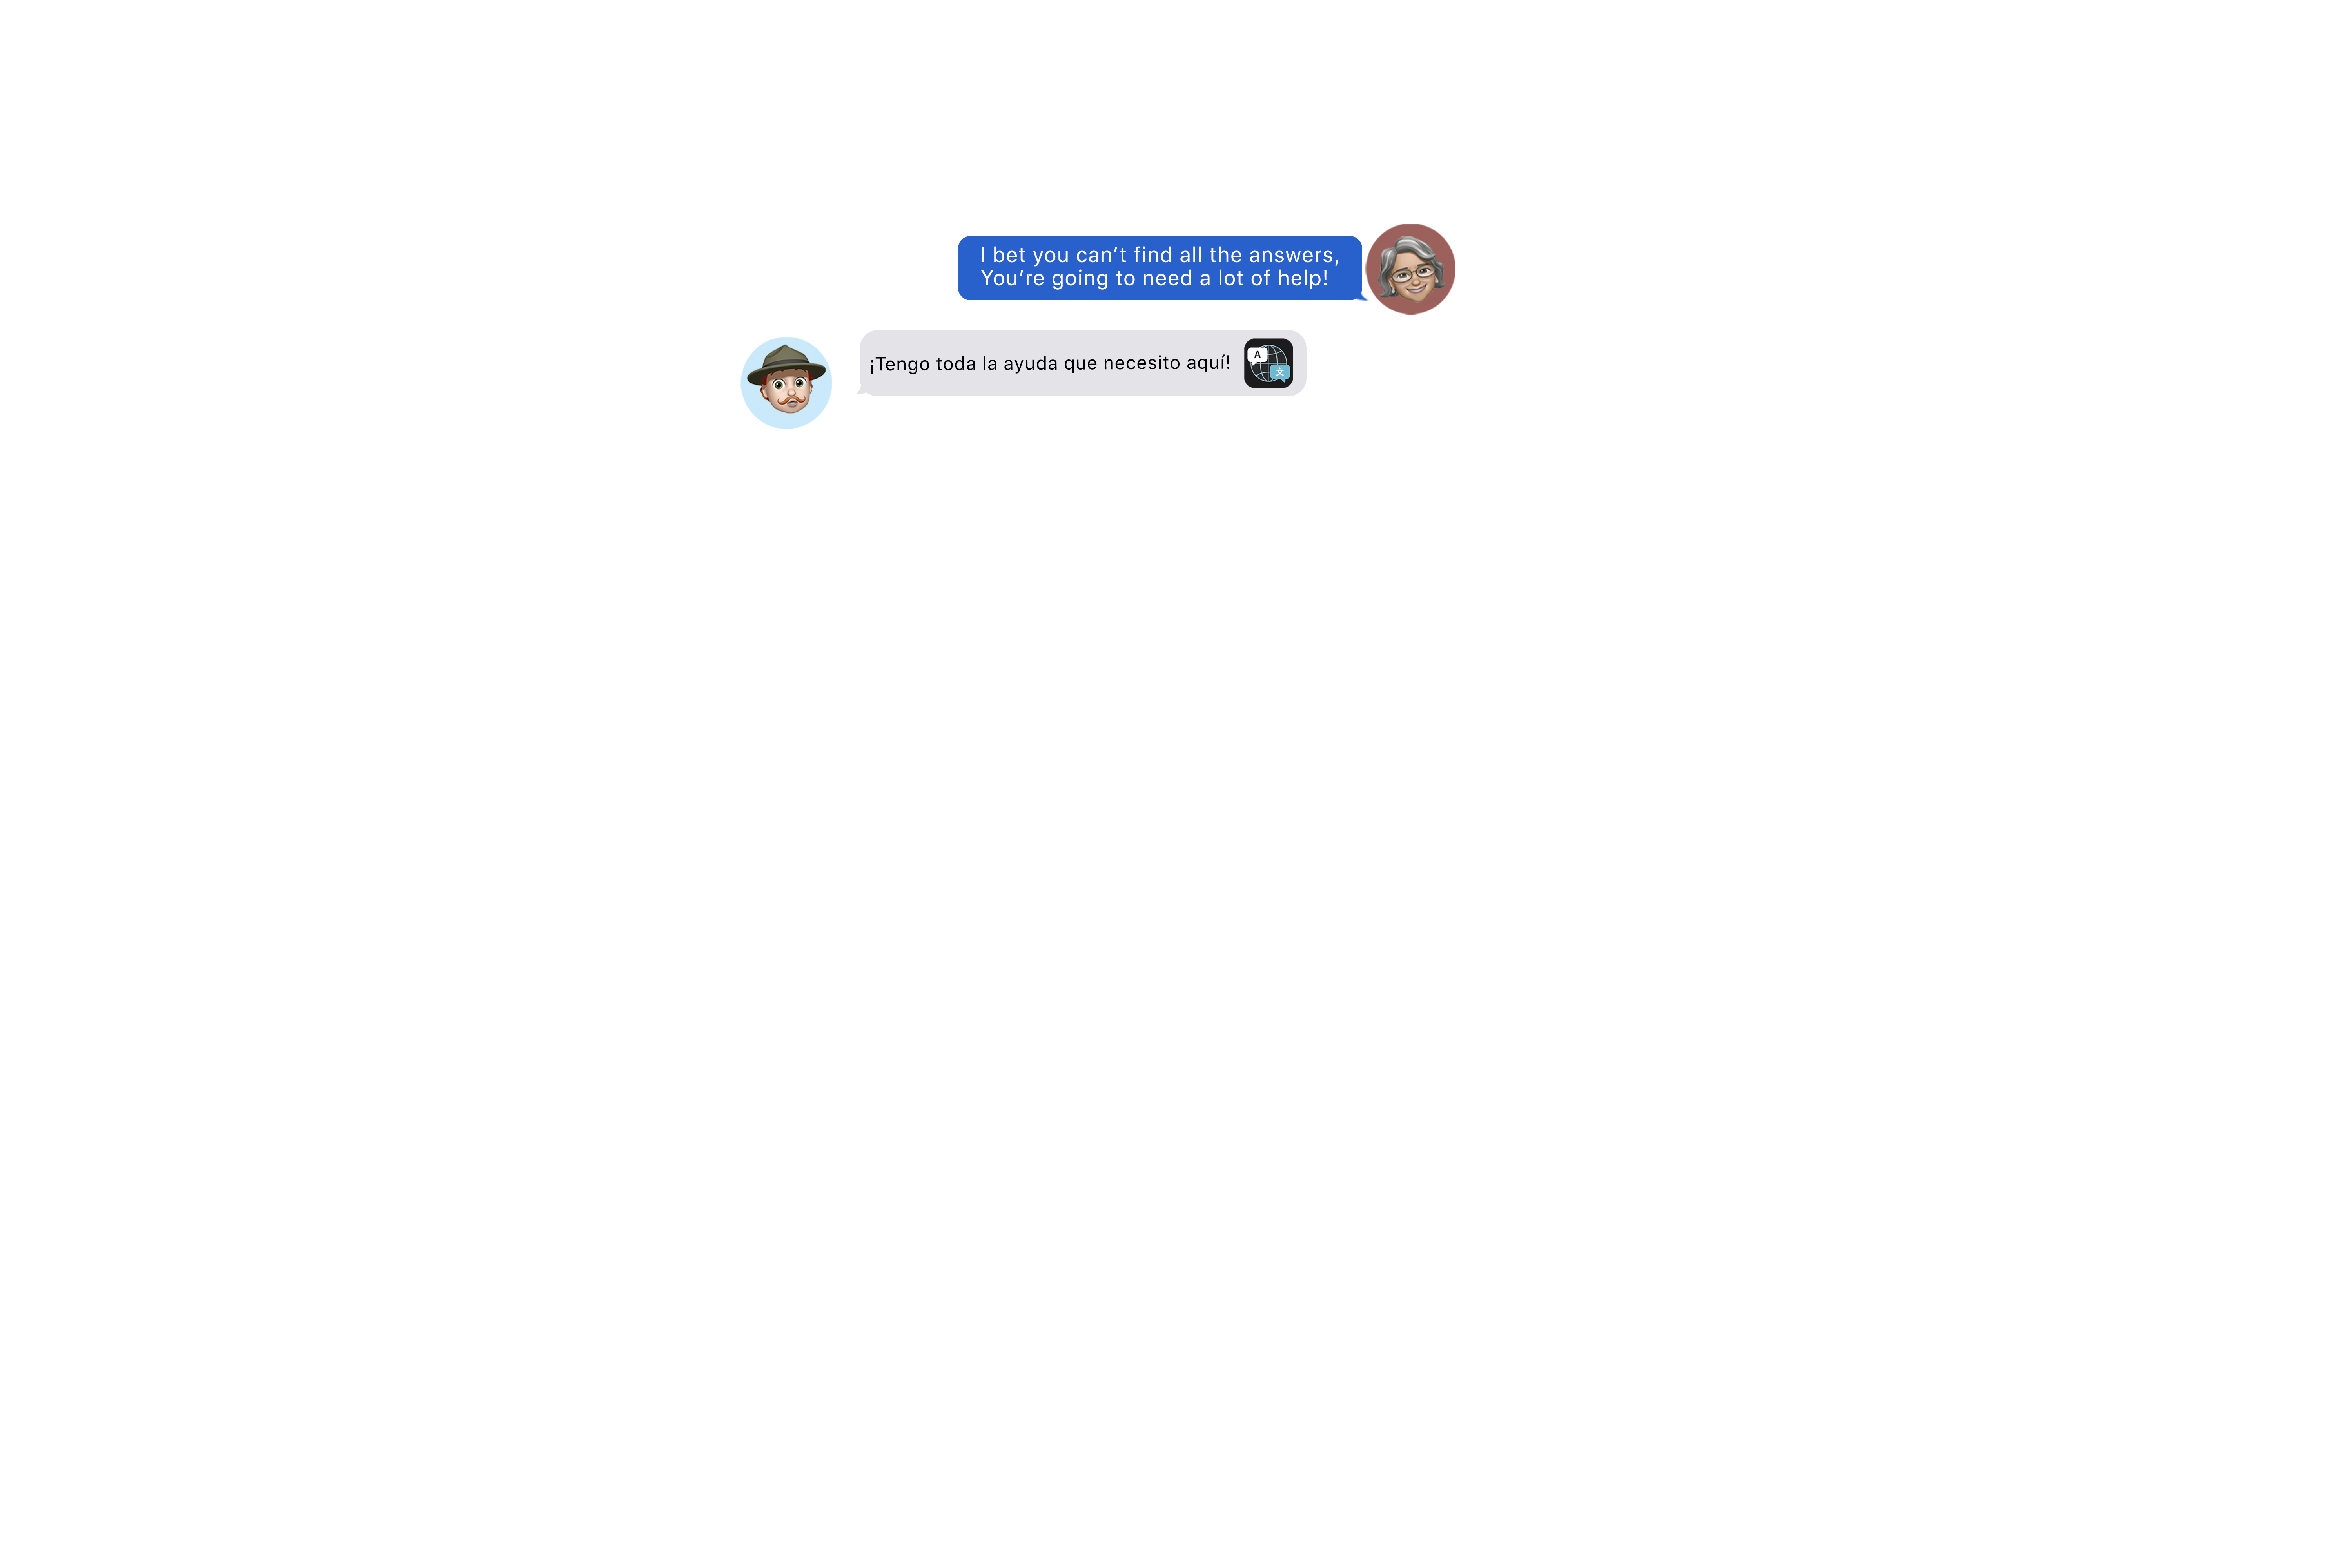 I bet you can’t find all the answers,
You’re going to need a lot of help!
¡Tengo toda la ayuda que necesito aquí!
A
文